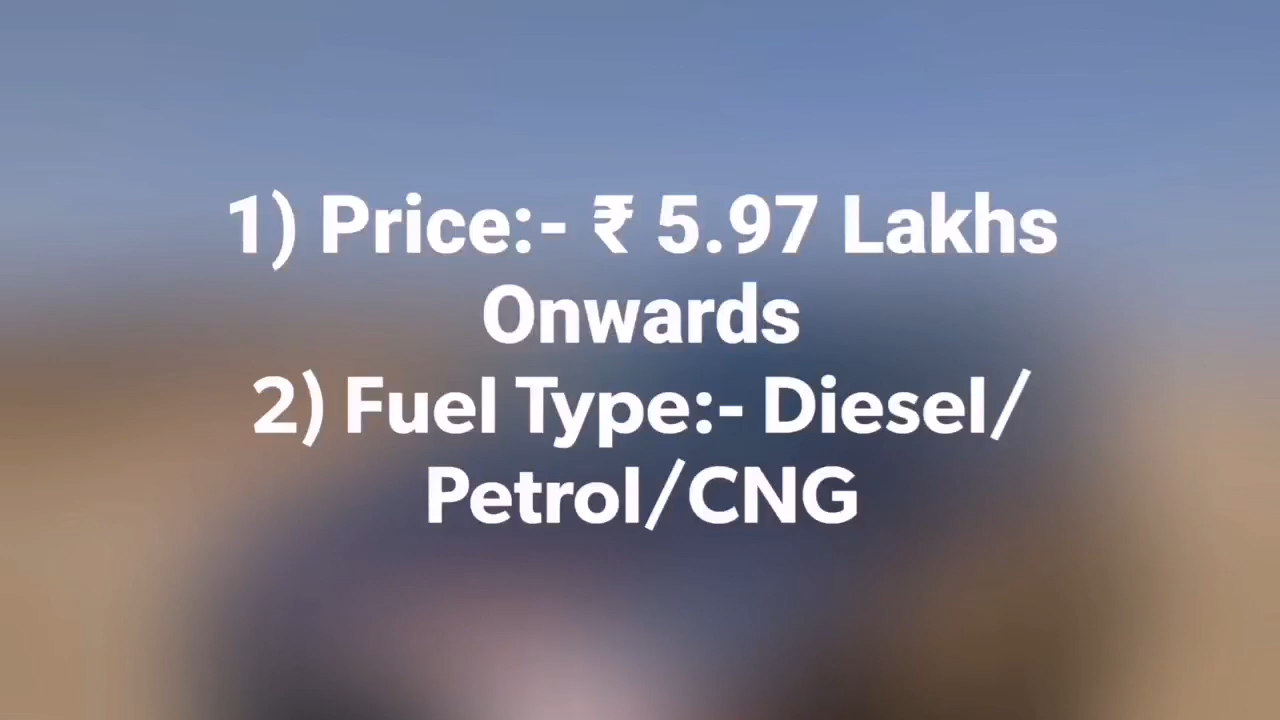 1) Price:- ₹ 5.97 Lakhs
Onwards
2) Fuel Type:- Diesel/
Petrol/CNG